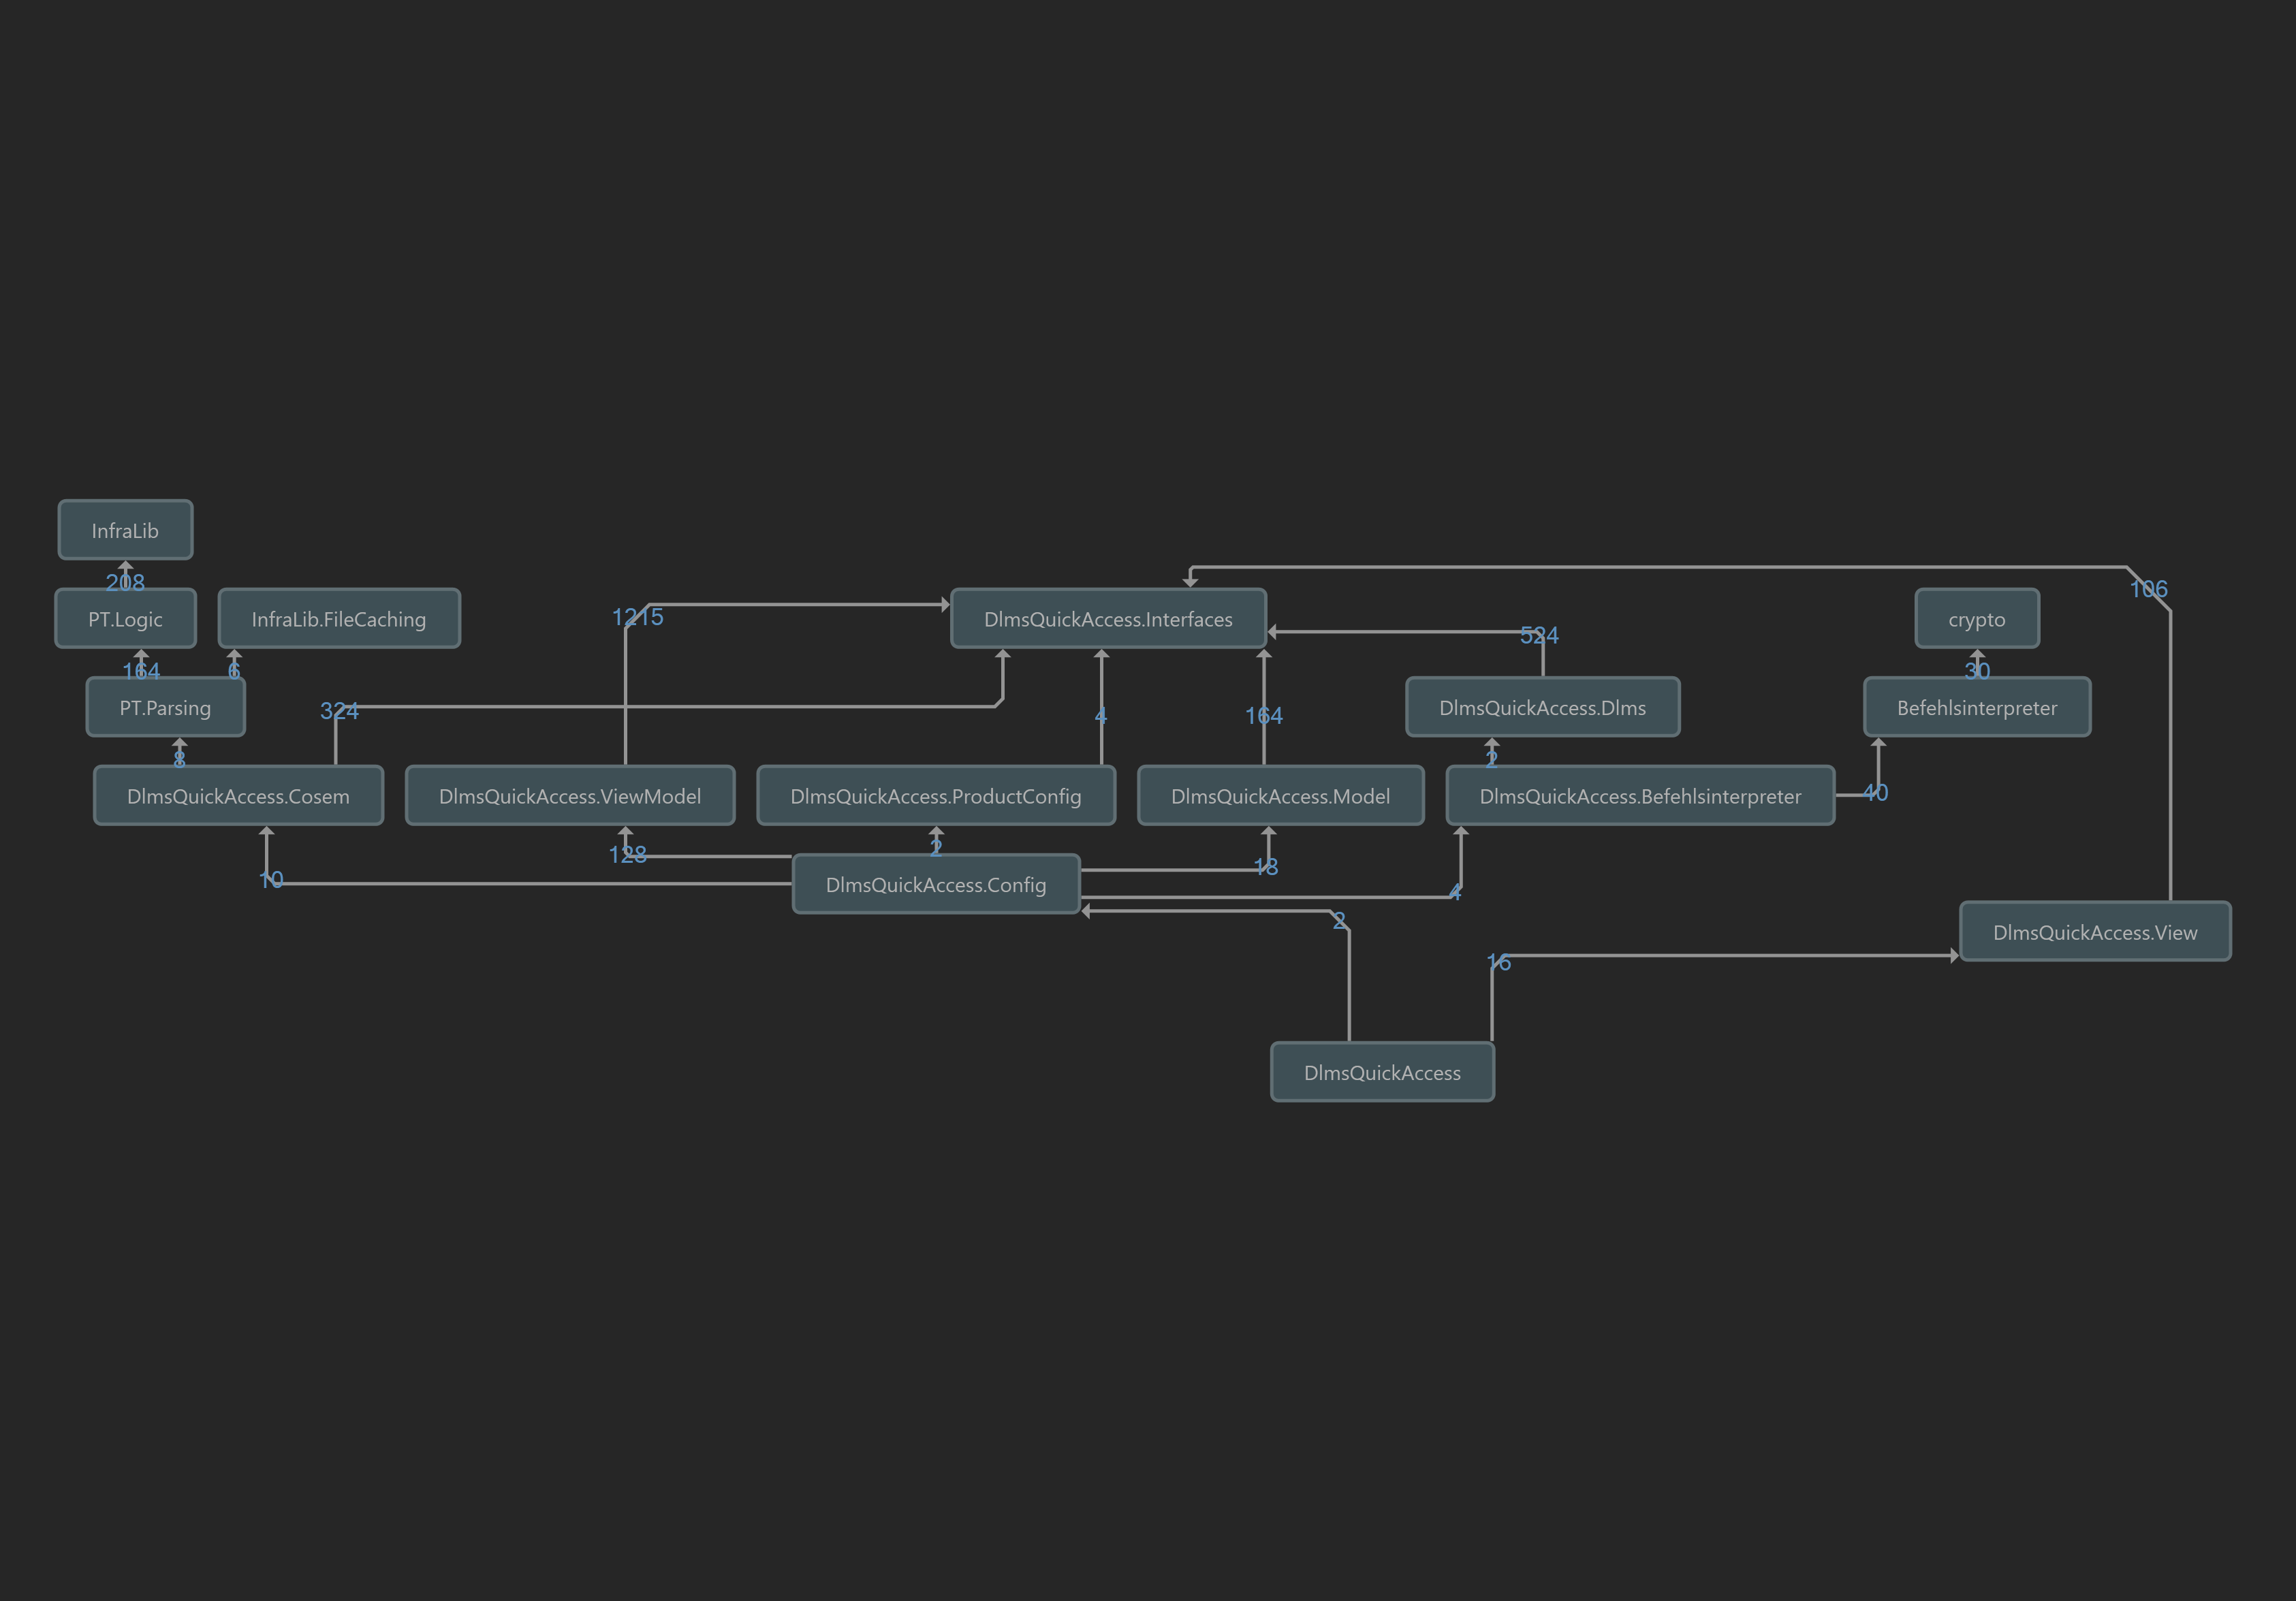 InfraLib
106
208
PT.Logic
InfraLib.FileCaching
1215
DlmsQuickAccess.Interfaces
524
crypto
164
6
30
PT.Parsing
324
4
164
DlmsQuickAccess.Dlms
Befehlsinterpreter
8
2
DlmsQuickAccess.Cosem
DlmsQuickAccess.ViewModel
DlmsQuickAccess.ProductConfig
DlmsQuickAccess.Model
DlmsQuickAccess.Befehlsinterpreter
40
128
2
18
10
DlmsQuickAccess.Config
4
2
DlmsQuickAccess.View
16
DlmsQuickAccess